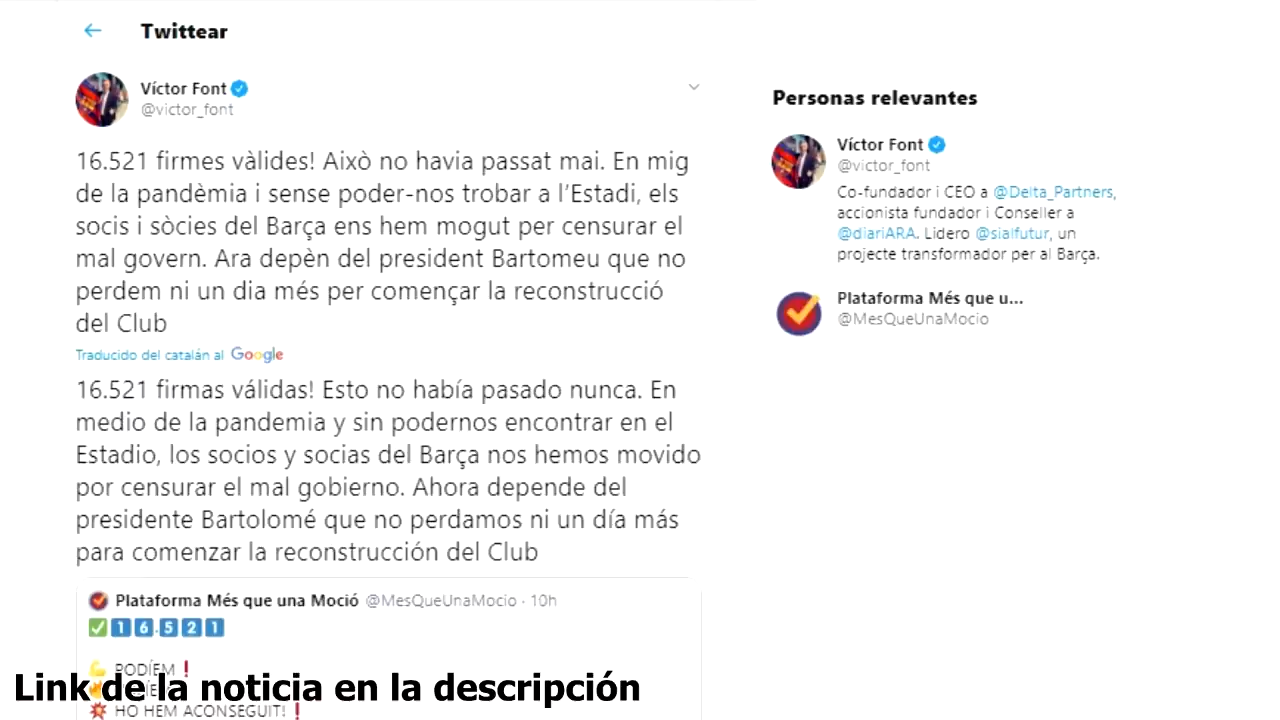 Twittear
Víctor Font
@victor_font
16.521 firmes vàlides! Això no havia passat mai. En mig
de la pandèmia i sense poder-nos trobar a l'Estadi, els
socis i sòcies del Barça ens hem mogut per censurar el
mal govern. Ara depèn del president Bartomeu que no
perdem ni un dia més per començar la reconstrucció
del Club
Traducido del catalán al Google
16.521 firmas válidas! Esto no había pasado nunca. En
medio de la pandemia y sin podernos encontrar en el
Estadio, los socios y socias del Barça nos hemos movido
por censurar el mal gobierno. Ahora depende del
presidente Bartolomé que no perdamos ni un día más
para comenzar la reconstrucción del Club
Plataforma Més que una Moció @MesQueUnaMocio · 10h
✅1️⃣6️⃣.5️⃣2️⃣1️⃣
💪 PODÍEM❗
💥 HO HEM ACONSEGUIT!❗
Link de la noticia en la descripción
Personas relevantes
Víctor Font
@victor_font
Co-fundador i CEO a @Delta_Partners,
accionista fundador i Conseller a
@diariARA. Lidero @sialfutur, un
projecte transformador per al Barça.
Plataforma Més que u...
@MesQueUnaMocio